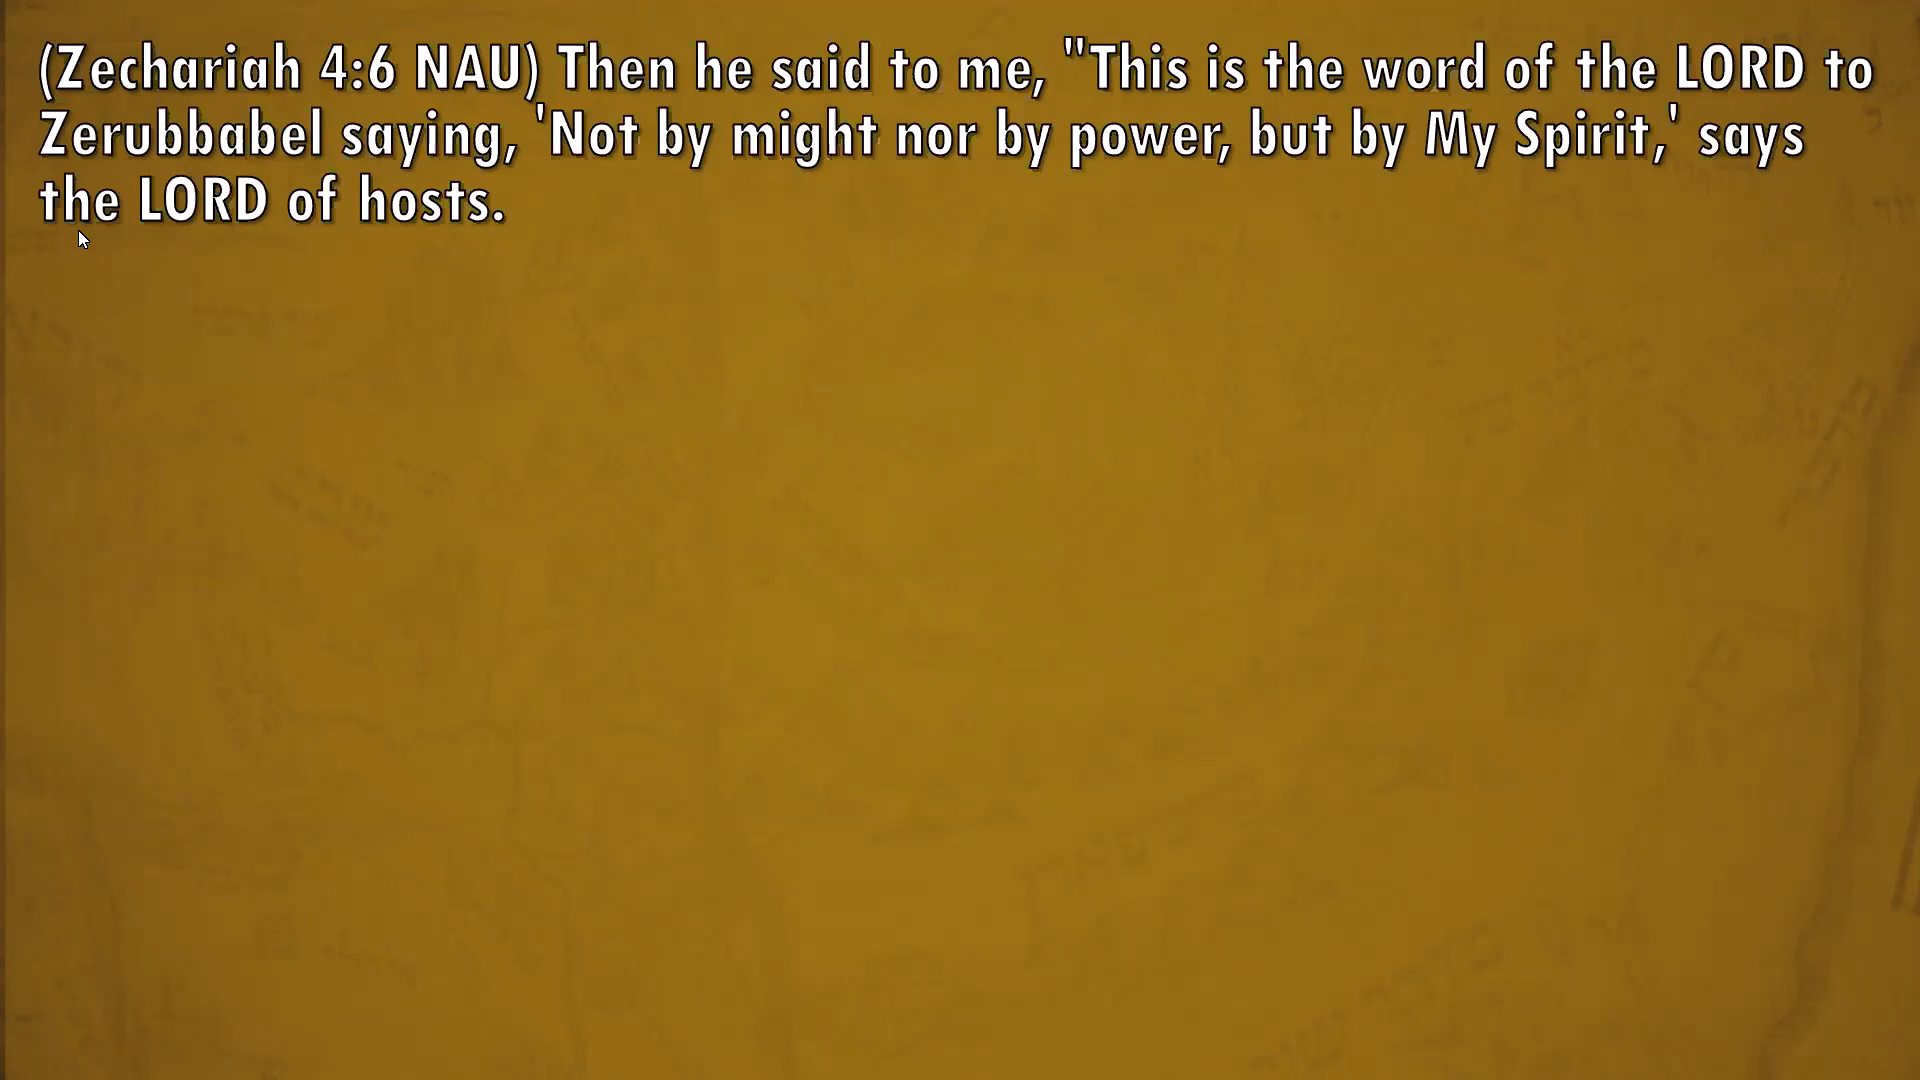 (Zechariah 4:6 NAU) Then he said to me, "This is the word of the LORD to
Zerubbabel saying, 'Not by might nor by power, but by My Spirit,' says
the LORD of hosts.